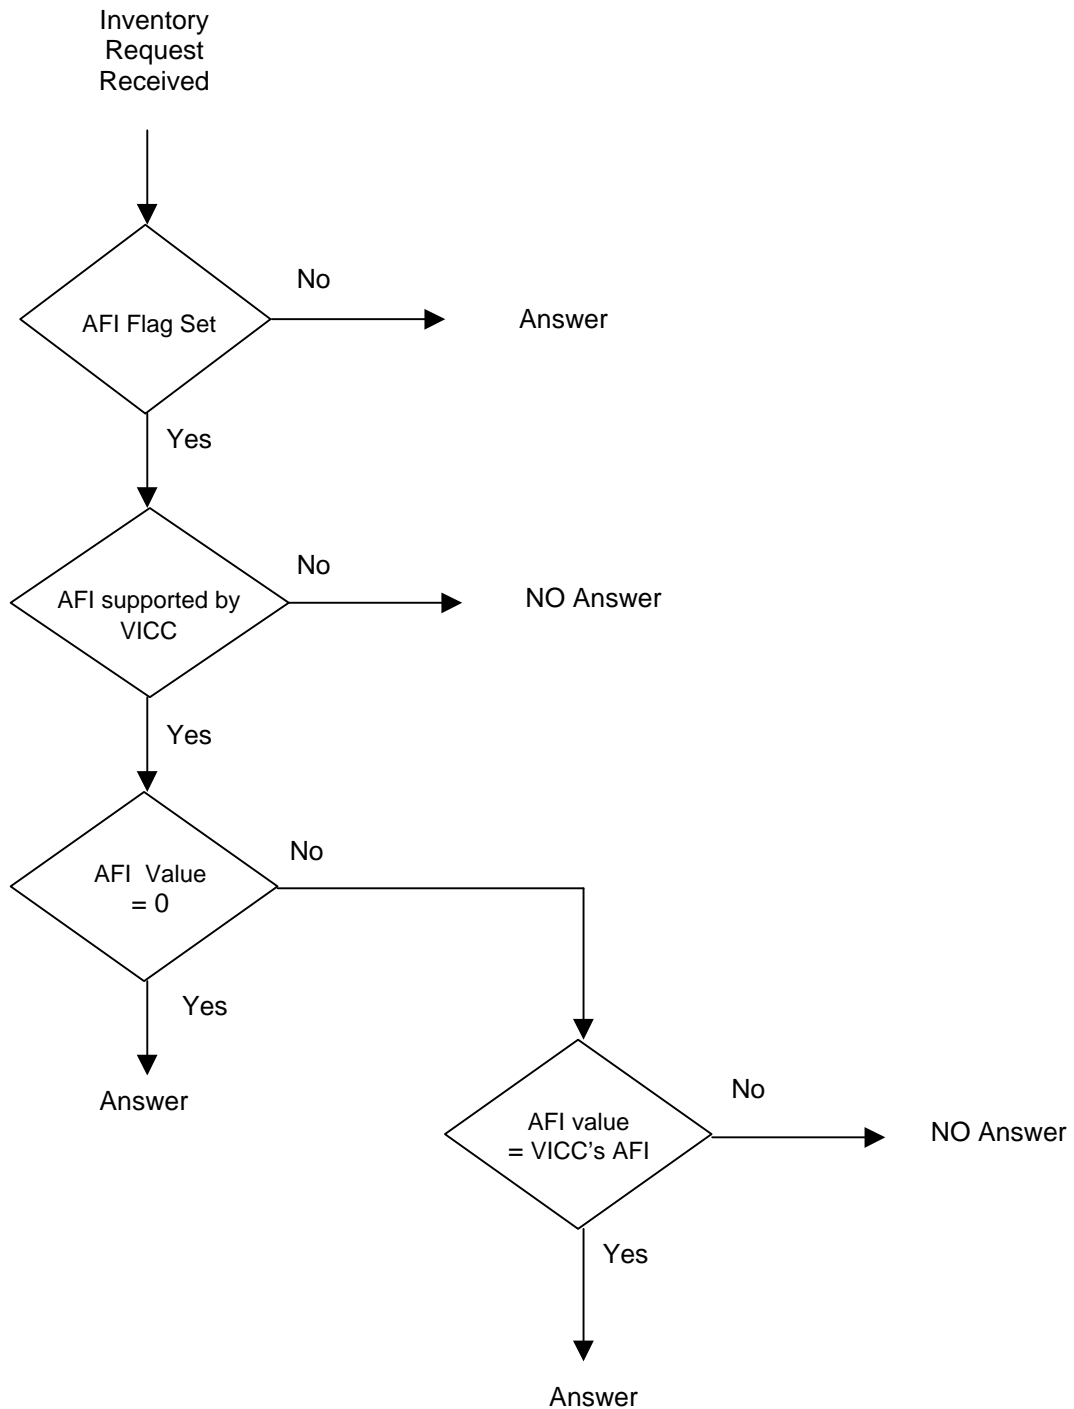 Inventory
Request
Received
No
AFI Flag Set
Answer
Yes
No
AFI supported by
VICC
NO Answer
Yes
No
AFI Value
= 0
Yes
Answer
No
AFI value
= VICC's AFI
NO Answer
Yes
Answer